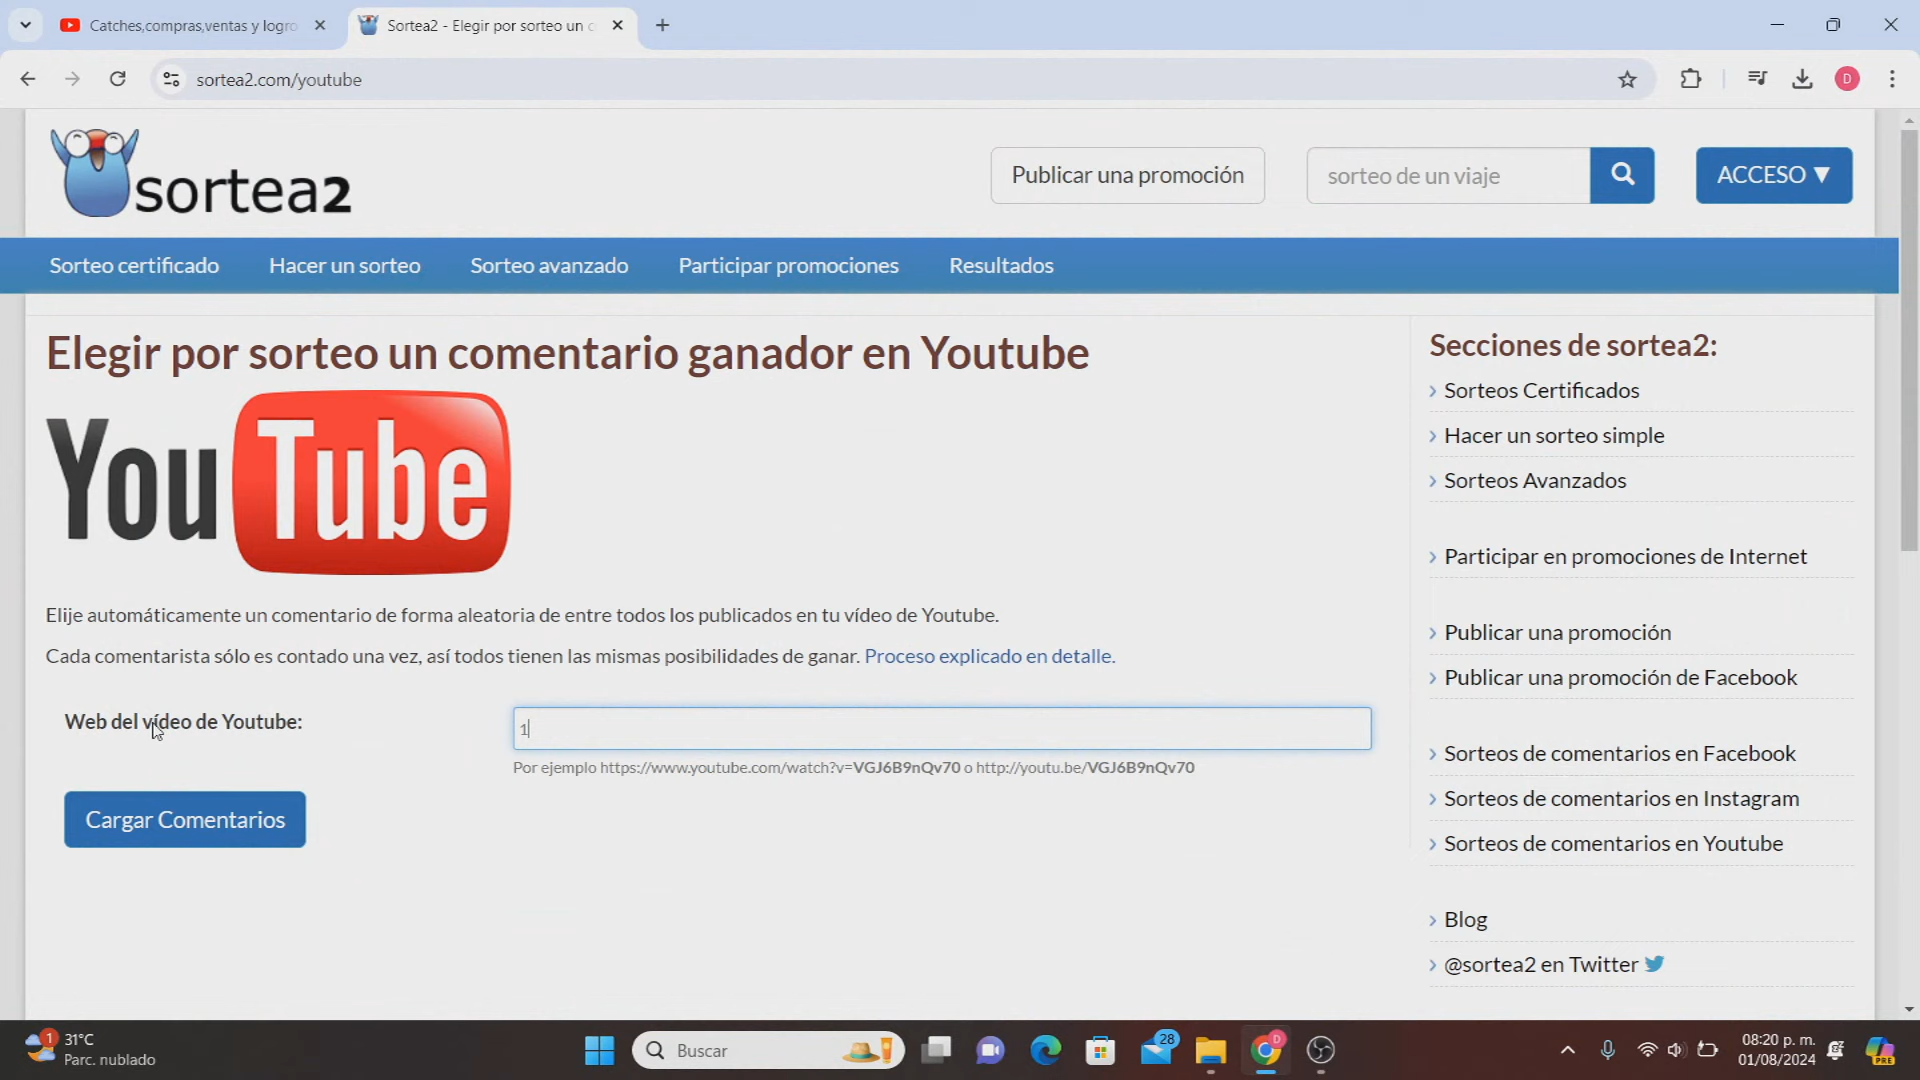 Catches,compras,ventas y logro
Sortea2 - Elegir por sorteo un c
sortea2.com/youtube
D
sortea2
Publicar una promoción
sorteo de un viaje
ACCESO ▼
Sorteo certificado
Hacer un sorteo
Sorteo avanzado
Participar promociones
Resultados
Elegir por sorteo un comentario ganador en Youtube
YouTube
Elije automáticamente un comentario de forma aleatoria de entre todos los publicados en tu vídeo de Youtube.
Cada comentarista sólo es contado una vez, así todos tienen las mismas posibilidades de ganar. Proceso explicado en detalle.
Web del vídeo de Youtube:
1
Por ejemplo https://www.youtube.com/watch?v=VGJ6B9nQv70 o http://youtu.be/VGJ6B9nQv70
Cargar Comentarios
Secciones de sortea2:
Sorteos Certificados
Hacer un sorteo simple
Sorteos Avanzados
Participar en promociones de Internet
Publicar una promoción
Publicar una promoción de Facebook
Sorteos de comentarios en Facebook
Sorteos de comentarios en Instagram
Sorteos de comentarios en Youtube
Blog
@sortea2 en Twitter
1
31°C
Parc. nublado
Buscar
28
D
08:20 p. m.
01/08/2024
PRE